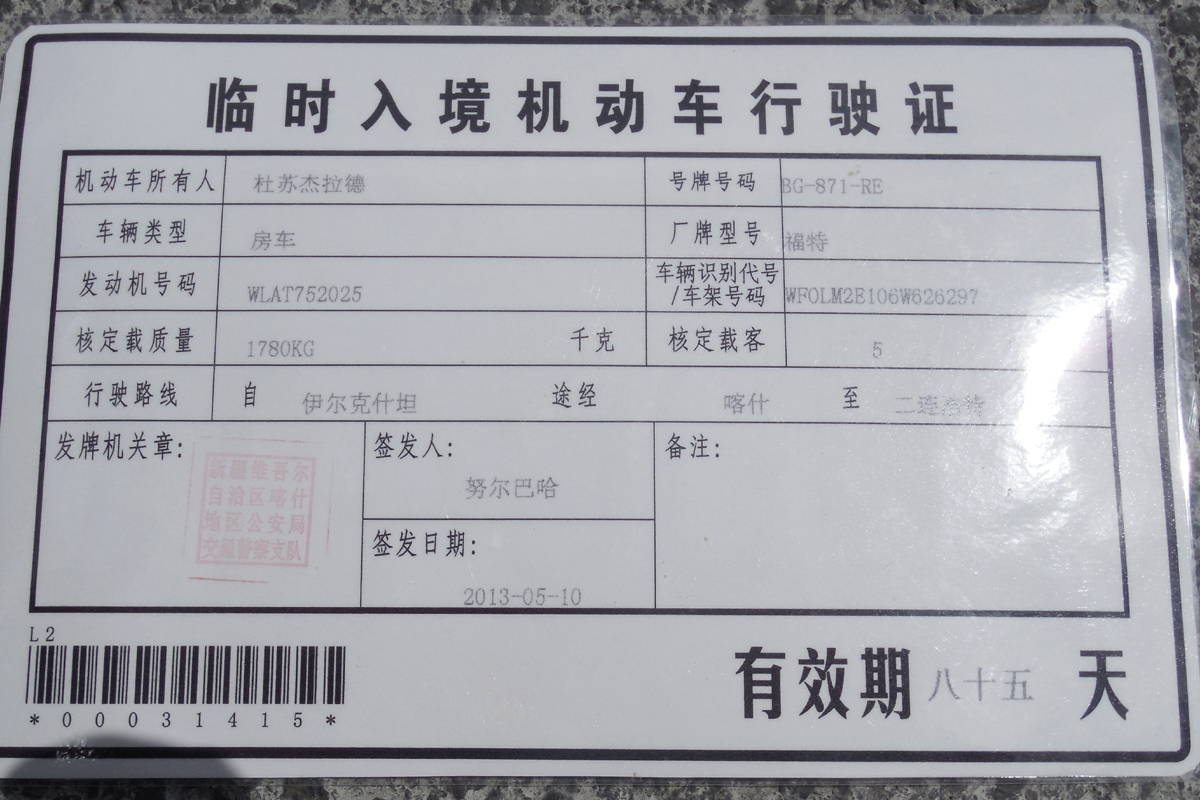 临时入境机动车行驶证
机动车所有人 杜苏杰拉德 号牌号码 BG-871-RE
车辆类型 房车 厂牌型号 福特
发动机号码 WLAT752025 车辆识别代号/车架号码 WF0LM2E106W626297
核定载质量 1780KG 千克 核定载客 5
行驶路线 自 伊尔克什坦 途经 喀什 至 二连浩特
发牌机关章:
新疆维吾尔
自治区喀什
地区公安局
交通警察支队
签发人:
努尔巴哈
签发日期:
2013-05-10
备注:
L2
*00031415*
有效期 八十五 天